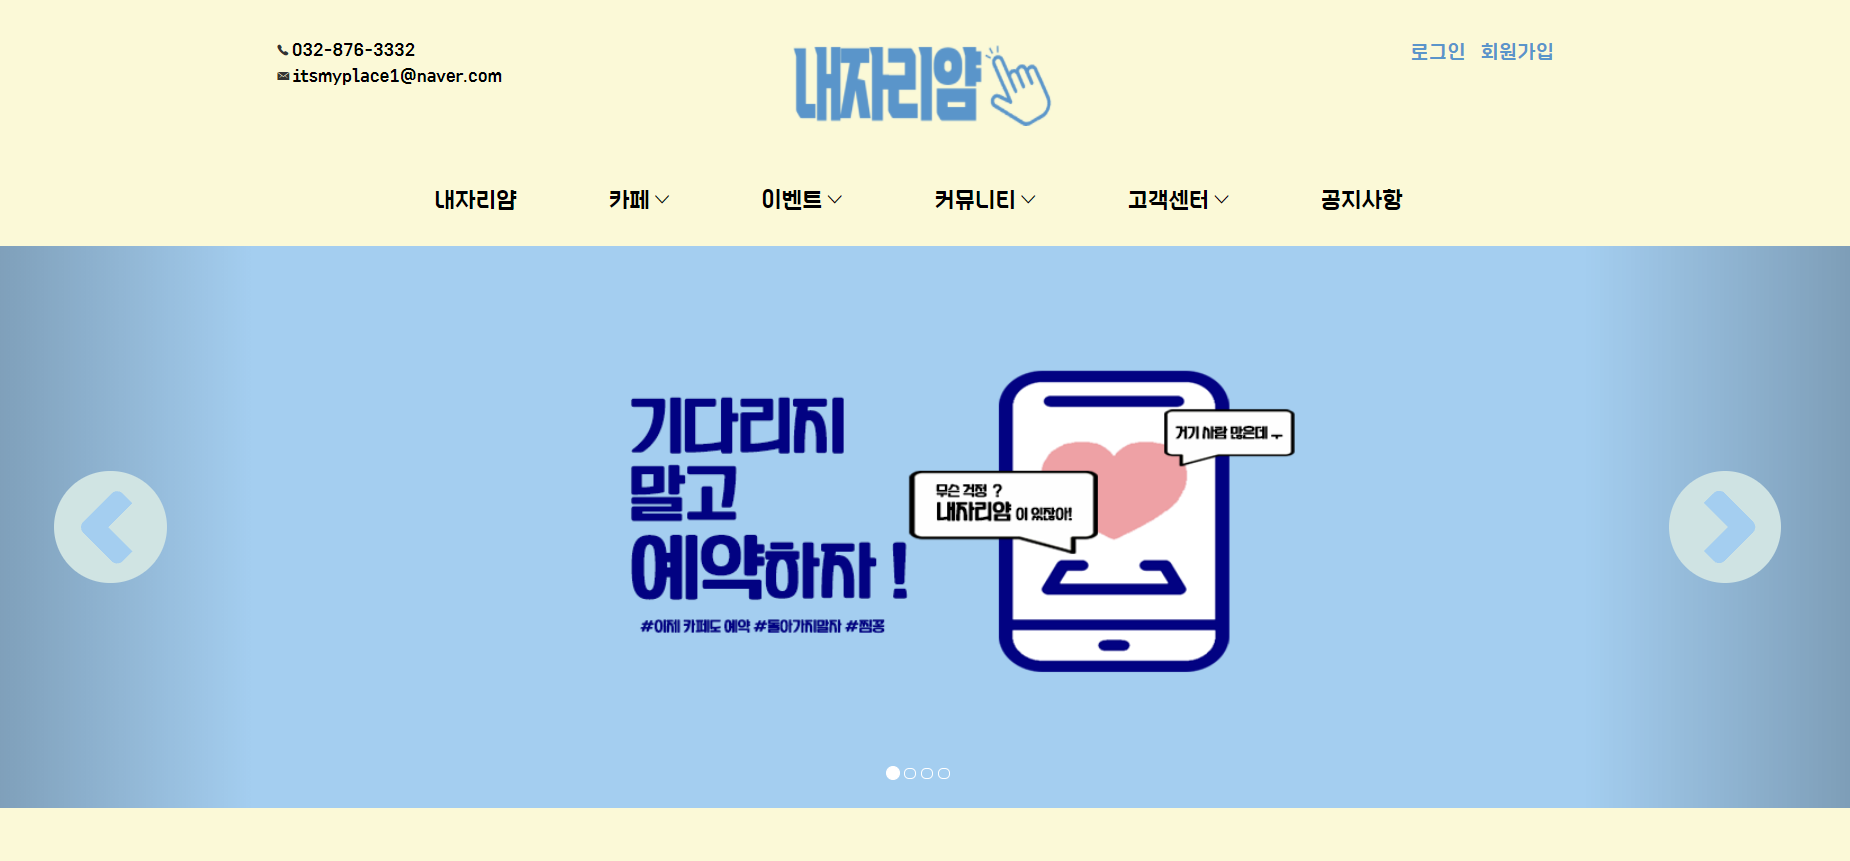 032-876-3332
itsmyplace1@naver.com
내자리얌
로그인 회원가입
내자리얌 카페 이벤트 커뮤니티 고객센터 공지사항
기다리지
말고
예약하자 !
#이제 카페도 예약 #돌아가지말자 #찜꽁
거기 사람 많은데 ㅜ
무슨 걱정 ?
내자리얌 이 있잖아!